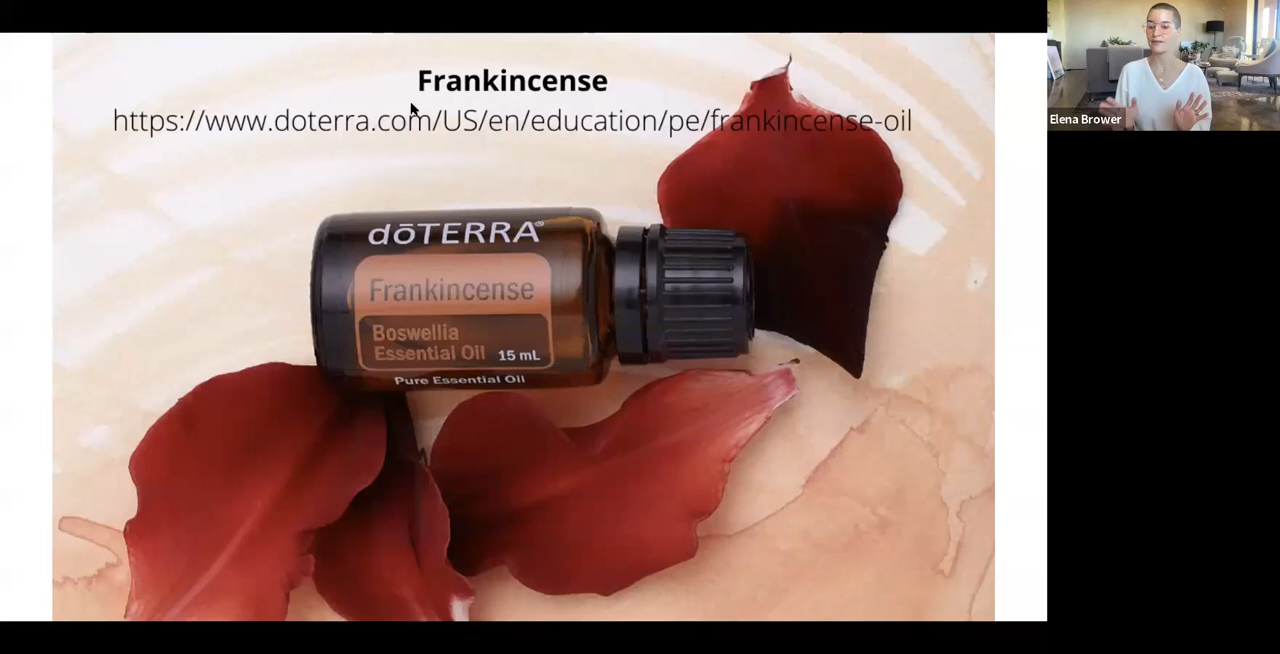 Frankincense
https://www.doterra.com/US/en/education/pe/frankincense-oil
dōTERRA®
Frankincense
Boswellia
Essential Oil 15 mL
Pure Essential Oil
Elena Brower